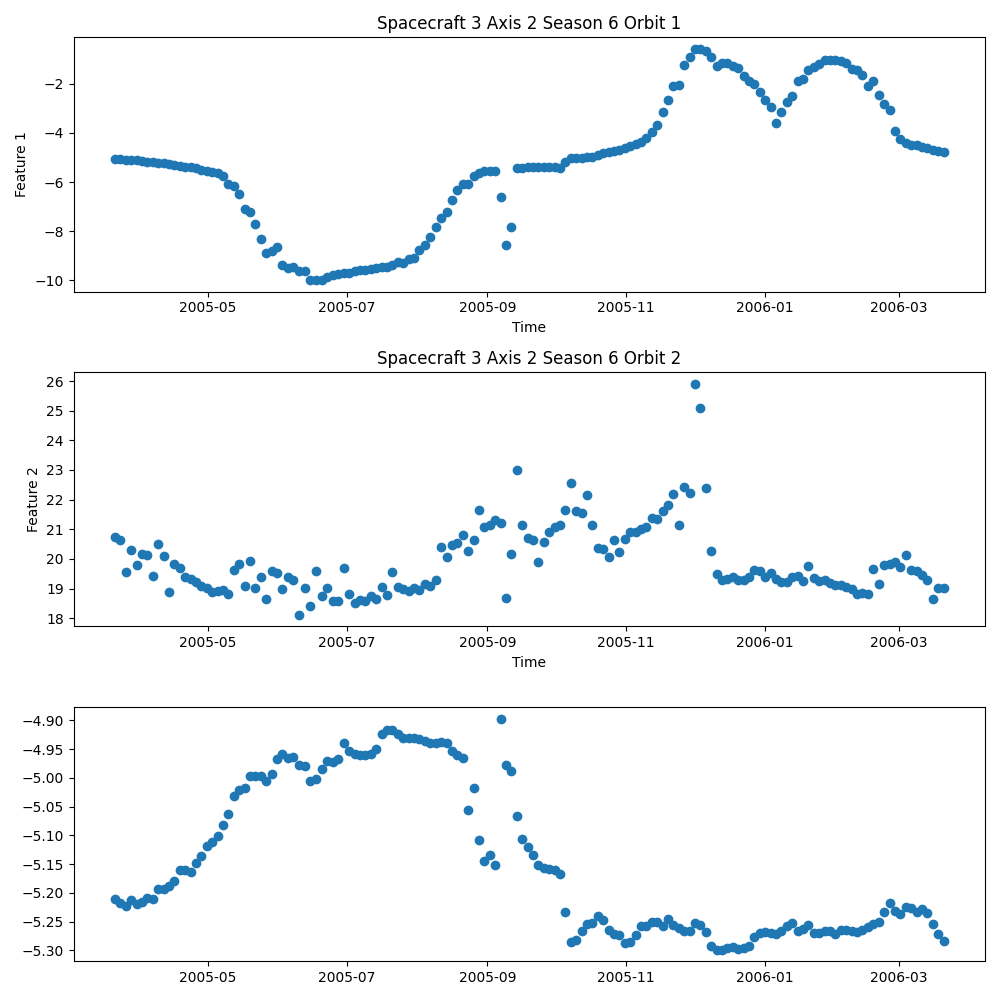 Spacecraft 3 Axis 2 Season 6 Orbit 1
Feature 1
−2
−4
−6
−8
−10
2005-05 2005-07 2005-09 2005-11 2006-01 2006-03
Time
Spacecraft 3 Axis 2 Season 6 Orbit 2
Feature 2
26
25
24
23
22
21
20
19
18
2005-05 2005-07 2005-09 2005-11 2006-01 2006-03
Time
−4.90
−4.95
−5.00
−5.05
−5.10
−5.15
−5.20
−5.25
−5.30
2005-05 2005-07 2005-09 2005-11 2006-01 2006-03